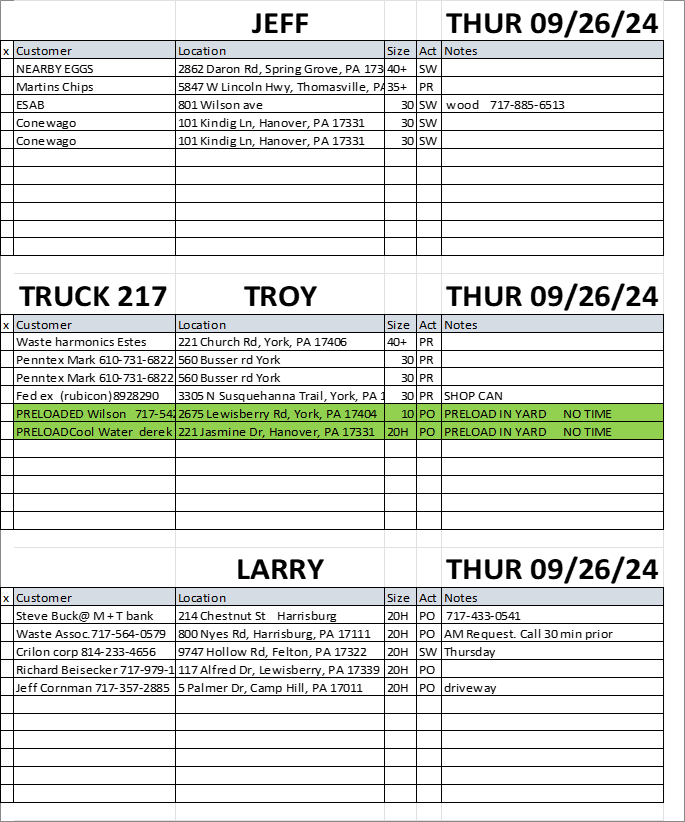 JEFF THUR 09/26/24
x Customer Location Size Act Notes
NEARBY EGGS 2862 Daron Rd, Spring Grove, PA 173 40+ SW
Martins Chips 5847 W Lincoln Hwy, Thomasville, PA 35+ PR
ESAB 801 Wilson ave 30 SW wood 717-885-6513
Conewago 101 Kindig Ln, Hanover, PA 17331 30 SW
Conewago 101 Kindig Ln, Hanover, PA 17331 30 SW
TRUCK 217 TROY THUR 09/26/24
x Customer Location Size Act Notes
Waste harmonics Estes 221 Church Rd, York, PA 17406 40+ PR
Penntex Mark 610-731-6822 560 Busser rd York 30 PR
Penntex Mark 610-731-6822 560 Busser rd York 30 PR
Fed ex (rubicon)8928290 3305 N Susquehanna Trail, York, PA 1 30 PR SHOP CAN
PRELOADED Wilson 717-542 2675 Lewisberry Rd, York, PA 17404 10 PO PRELOAD IN YARD NO TIME
PRELOADCool Water derek 221 Jasmine Dr, Hanover, PA 17331 20H PO PRELOAD IN YARD NO TIME
LARRY THUR 09/26/24
x Customer Location Size Act Notes
Steve Buck@ M + T bank 214 Chestnut St Harrisburg 20H PO 717-433-0541
Waste Assoc. 717-564-0579 800 Nyes Rd, Harrisburg, PA 17111 20H PO AM Request. Call 30 min prior
Crilon corp 814-233-4656 9747 Hollow Rd, Felton, PA 17322 20H SW Thursday
Richard Beisecker 717-979-1 117 Alfred Dr, Lewisberry, PA 17339 20H PO
Jeff Cornman 717-357-2885 5 Palmer Dr, Camp Hill, PA 17011 20H PO driveway